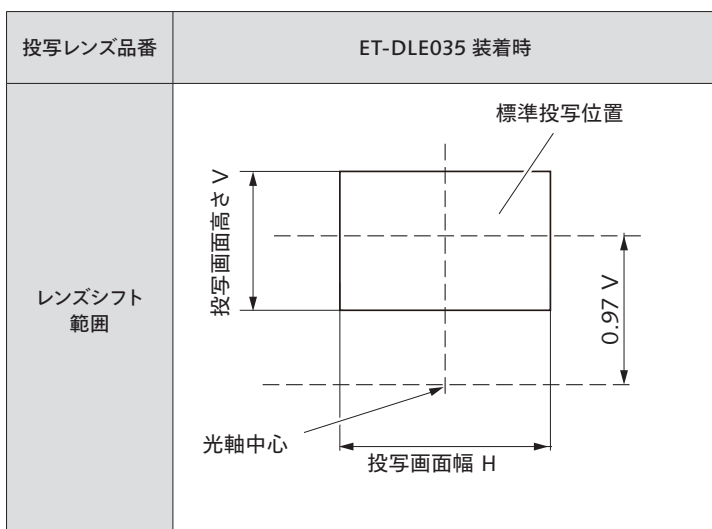 投写レンズ品番
ET-DLE035 装着時
レンズシフト
範囲
標準投写位置
投写画面高さ V
0.97 V
光軸中心
投写画面幅 H